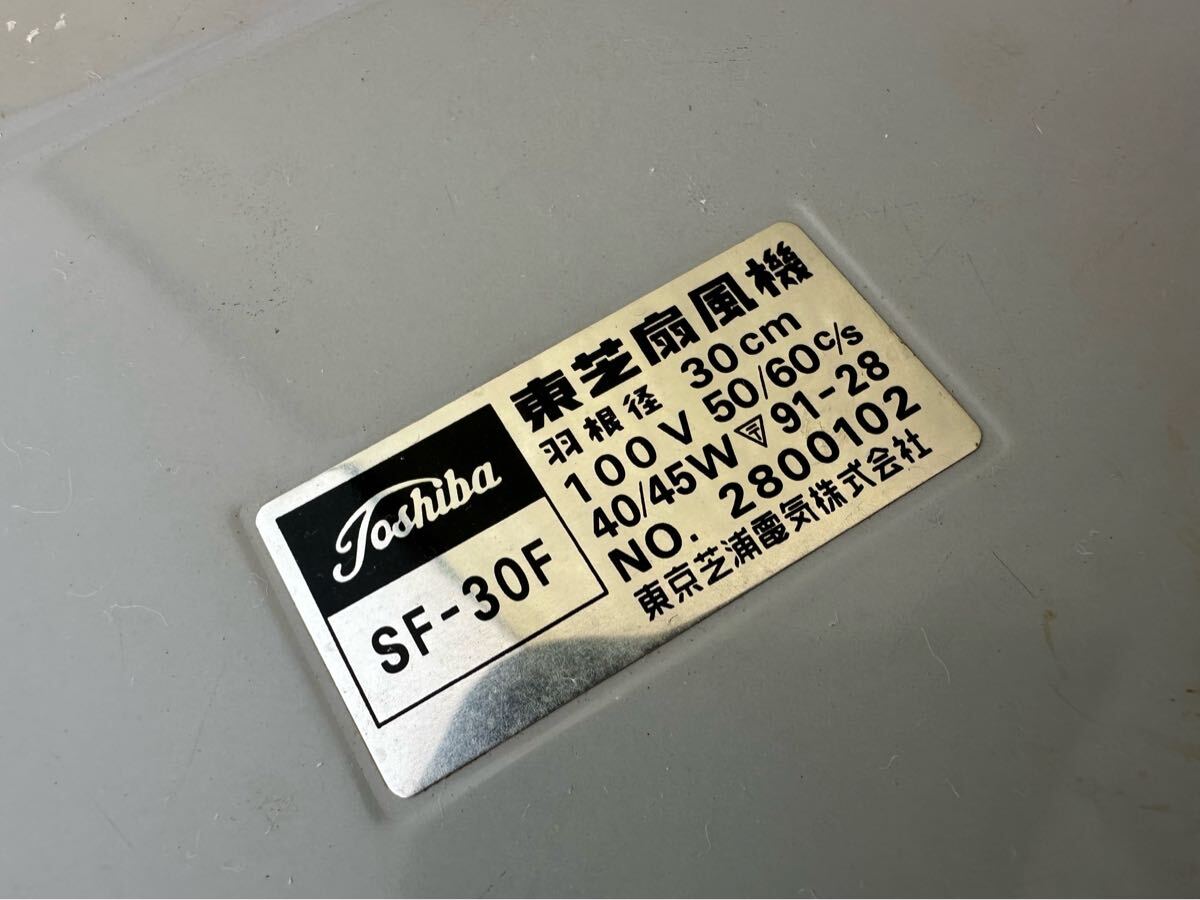 Toshiba
SF-30F
東芝扇風機
羽根径 30cm
100V 50/60c/s
40/45W 〒 91-28
NO. 2800102
東京芝浦電気株式会社